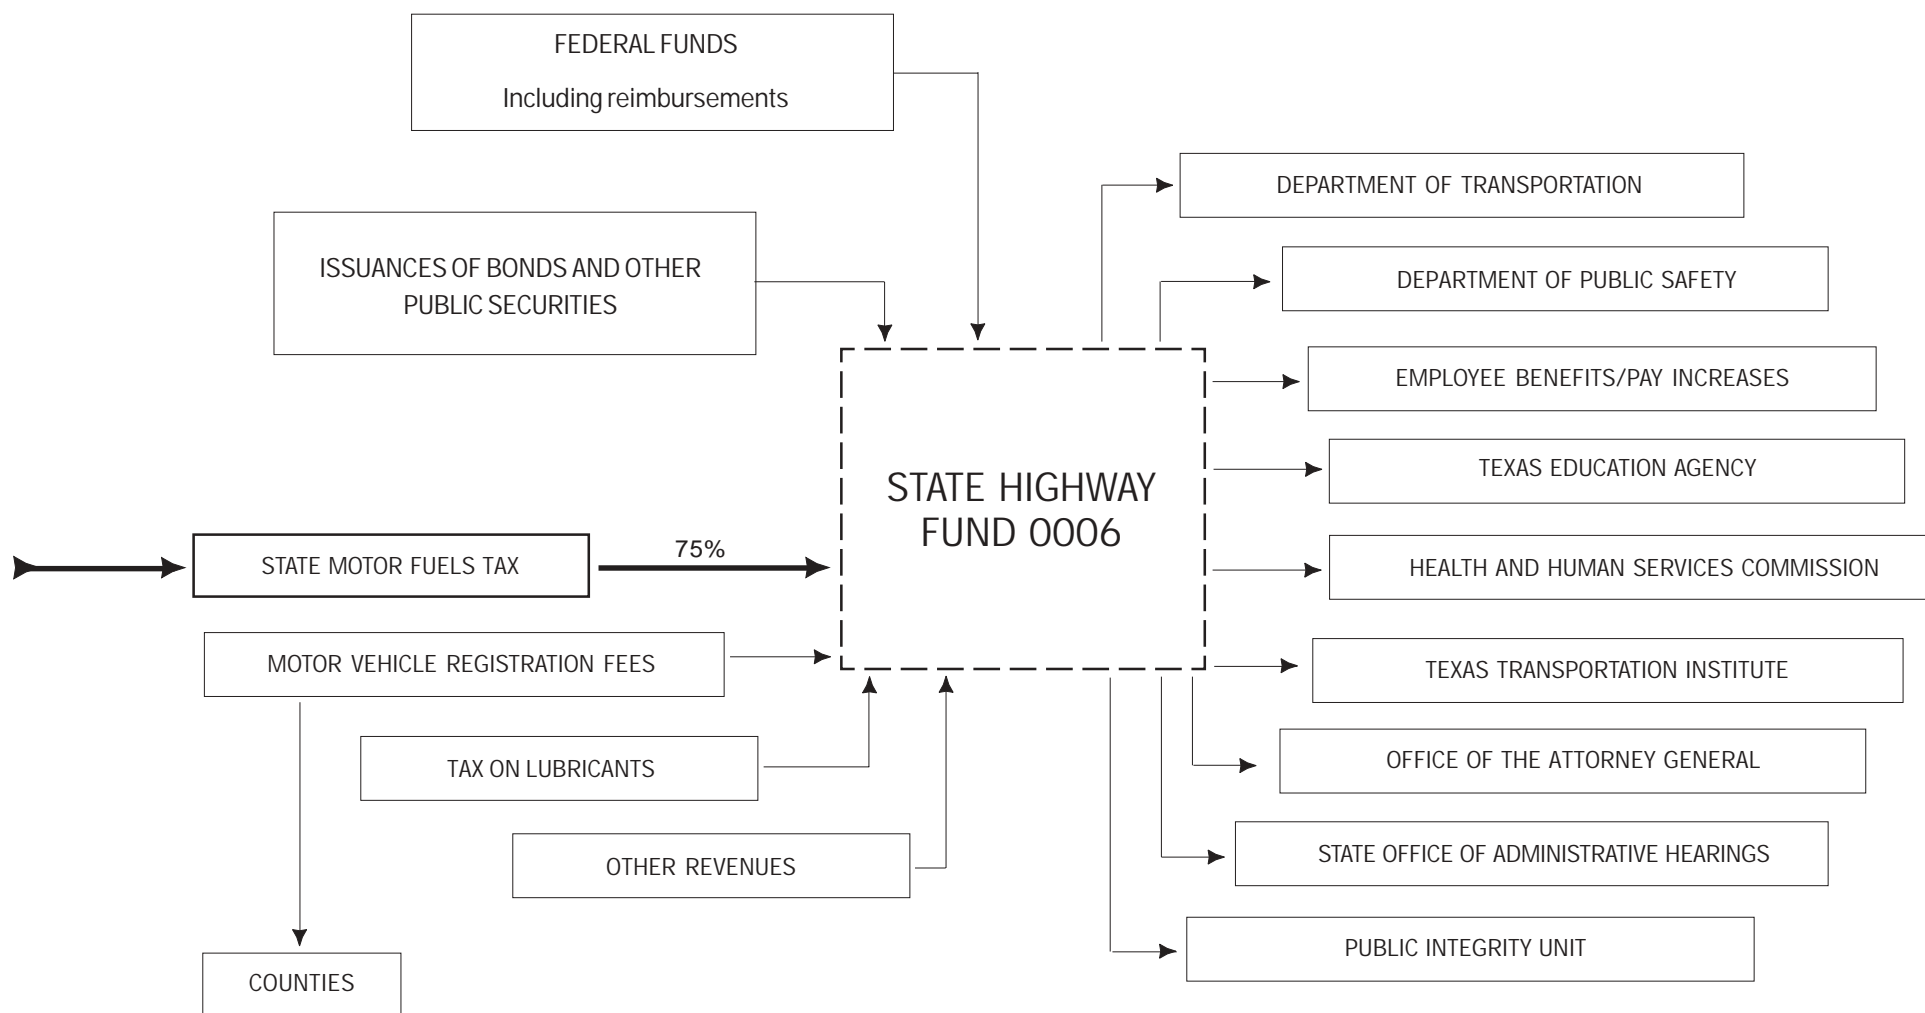 FEDERAL FUNDS
Including reimbursements
DEPARTMENT OF TRANSPORTATION
ISSUANCES OF BONDS AND OTHER
PUBLIC SECURITIES
DEPARTMENT OF PUBLIC SAFETY
EMPLOYEE BENEFITS/PAY INCREASES
STATE HIGHWAY
FUND 0006
TEXAS EDUCATION AGENCY
STATE MOTOR FUELS TAX
75%
HEALTH AND HUMAN SERVICES COMMISSION
MOTOR VEHICLE REGISTRATION FEES
TEXAS TRANSPORTATION INSTITUTE
TAX ON LUBRICANTS
OFFICE OF THE ATTORNEY GENERAL
OTHER REVENUES
STATE OFFICE OF ADMINISTRATIVE HEARINGS
PUBLIC INTEGRITY UNIT
COUNTIES